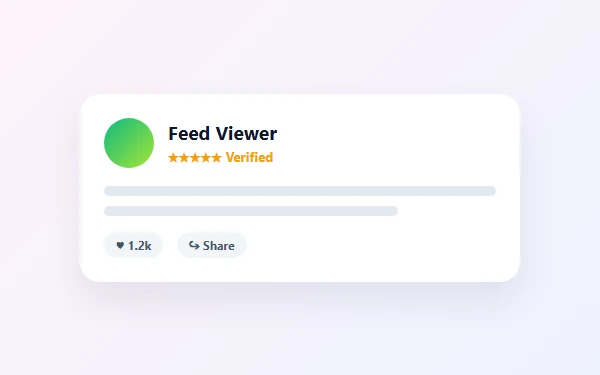 Feed Viewer
★★★★★ Verified
♥ 1.2k
↪ Share